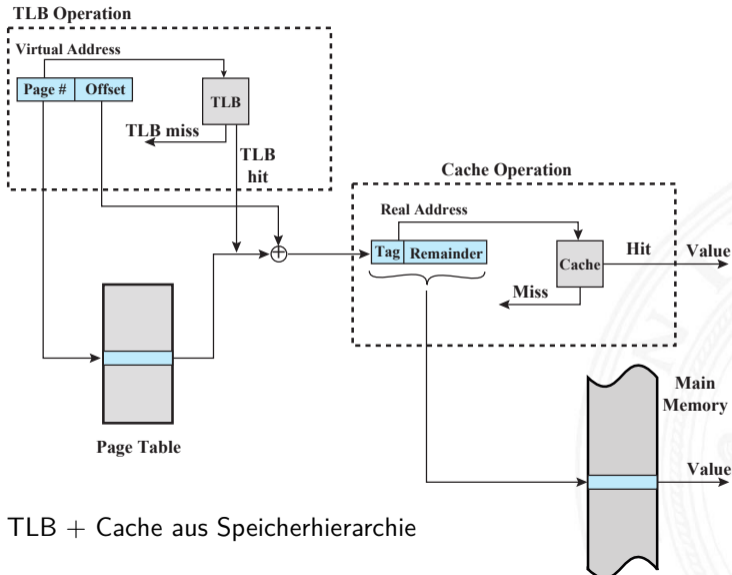 TLB Operation
Virtual Address
Page # Offset
TLB
TLB miss
TLB
hit
Cache Operation
Real Address
Tag Remainder
Cache
Hit
Value
Miss
Page Table
Main
Memory
Value
TLB + Cache aus Speicherhierarchie